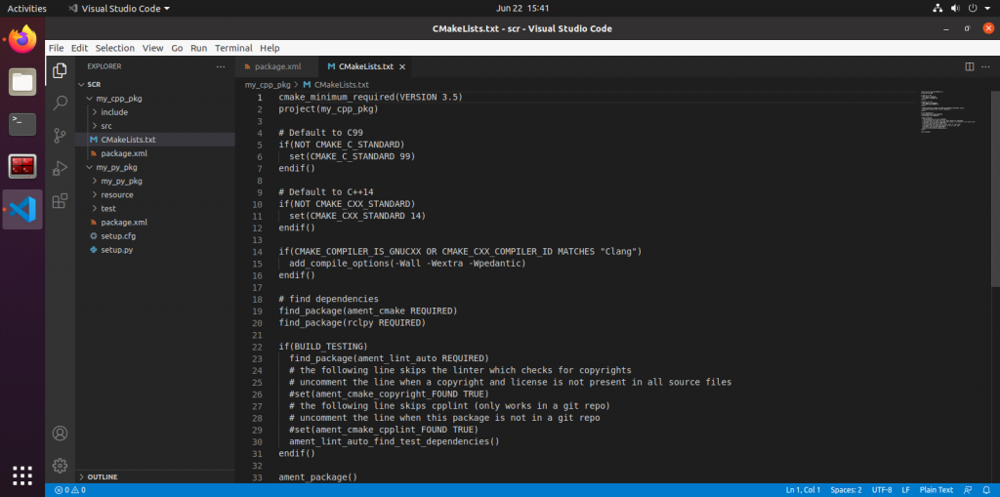 Activities
Visual Studio Code
Jun 22 15:41
CMakeLists.txt - scr - Visual Studio Code
File Edit Selection View Go Run Terminal Help
EXPLORER
SCR
my_cpp_pkg
include
src
CMakeLists.txt
package.xml
my_py_pkg
my_py_pkg
resource
test
package.xml
setup.cfg
setup.py
OUTLINE
package.xml
CMakeLists.txt
my_cpp_pkg > CMakeLists.txt
1 cmake_minimum_required(VERSION 3.5)
2 project(my_cpp_pkg)
3
4 # Default to C99
5 if(NOT CMAKE_C_STANDARD)
6 set(CMAKE_C_STANDARD 99)
7 endif()
8
9 # Default to C++14
10 if(NOT CMAKE_CXX_STANDARD)
11 set(CMAKE_CXX_STANDARD 14)
12 endif()
13
14 if(CMAKE_COMPILER_IS_GNUCXX OR CMAKE_CXX_COMPILER_ID MATCHES "Clang")
15 add_compile_options(-Wall -Wextra -Wpedantic)
16 endif()
17
18 # find dependencies
19 find_package(ament_cmake REQUIRED)
20 find_package(rclpy REQUIRED)
21
22 if(BUILD_TESTING)
23 find_package(ament_lint_auto REQUIRED)
24 # the following line skips the linter which checks for copyrights
25 # uncomment the line when a copyright and license is not present in all source files
26 #set(ament_cmake_copyright_FOUND TRUE)
27 # the following line skips cpplint (only works in a git repo)
28 # uncomment the line when this package is not in a git repo
29 #set(ament_cmake_cpplint_FOUND TRUE)
30 ament_lint_auto_find_test_dependencies()
31 endif()
32
33 ament_package()
0 0
Ln 1, Col 1 Spaces: 2 UTF-8 LF Plain Text